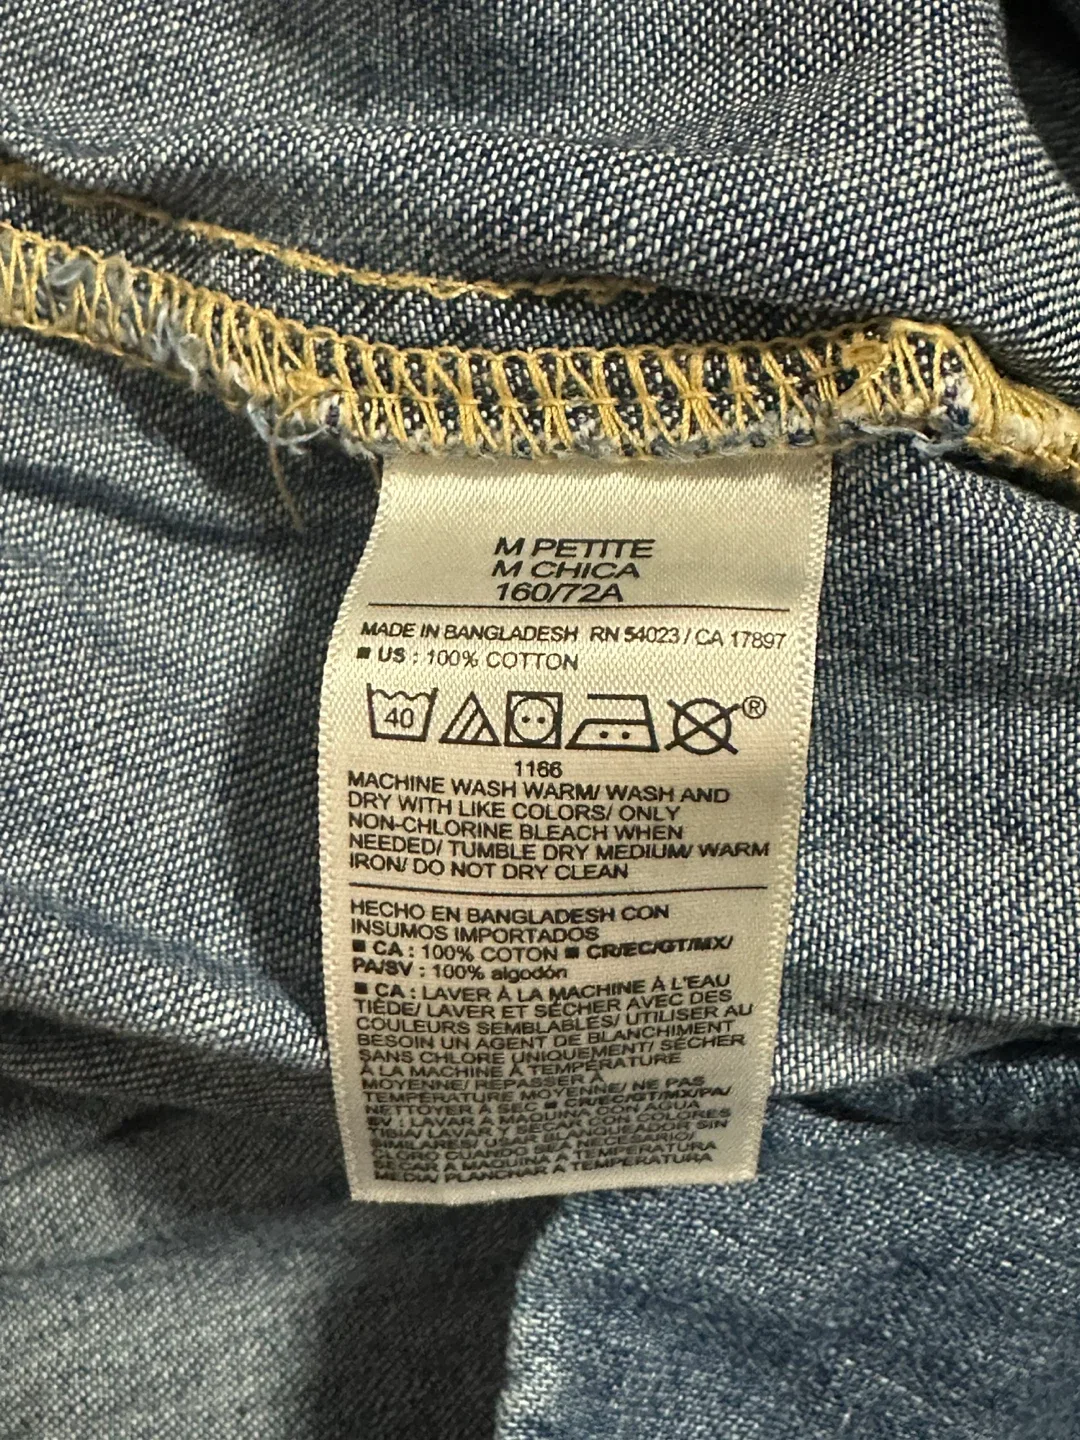 M PETITE
M CHICA
160/72A
MADE IN BANGLADESH RN 54023 / CA 17897
■ US : 100% COTTON
40
®
1166
MACHINE WASH WARM/ WASH AND
DRY WITH LIKE COLORS/ ONLY
NON-CHLORINE BLEACH WHEN
NEEDED/ TUMBLE DRY MEDIUM/ WARM
IRON/ DO NOT DRY CLEAN
HECHO EN BANGLADESH CON
INSUMOS IMPORTADOS
■ CA : 100% COTON ■ CR/EC/GT/MX/
PA/SV : 100% algodón
■ CA : LAVER À LA MACHINE À L'EAU
TIÈDE/ LAVER ET SÉCHER AVEC DES
COULEURS SEMBLABLES/ UTILISER AU
BESOIN UN AGENT DE BLANCHIMENT
SANS CHLORE UNIQUEMENT/ SÉCHER
À LA MACHINE À TEMPÉRATURE
MOYENNE/ REPASSER À
TEMPÉRATURE MOYENNE/ NE PAS
NETTOYER À SEC ■ CR/EC/GT/MX/PA/
SV : LAVAR A MAQUINA CON AGUA
TIBIA/ LAVAR Y SECAR CON COLORES
SIMILARES/ USAR BLANQUEADOR SIN
CLORO CUANDO SEA NECESARIO/
SECAR A MAQUINA A TEMPERATURA
MEDIA/ PLANCHAR A TEMPERATURA